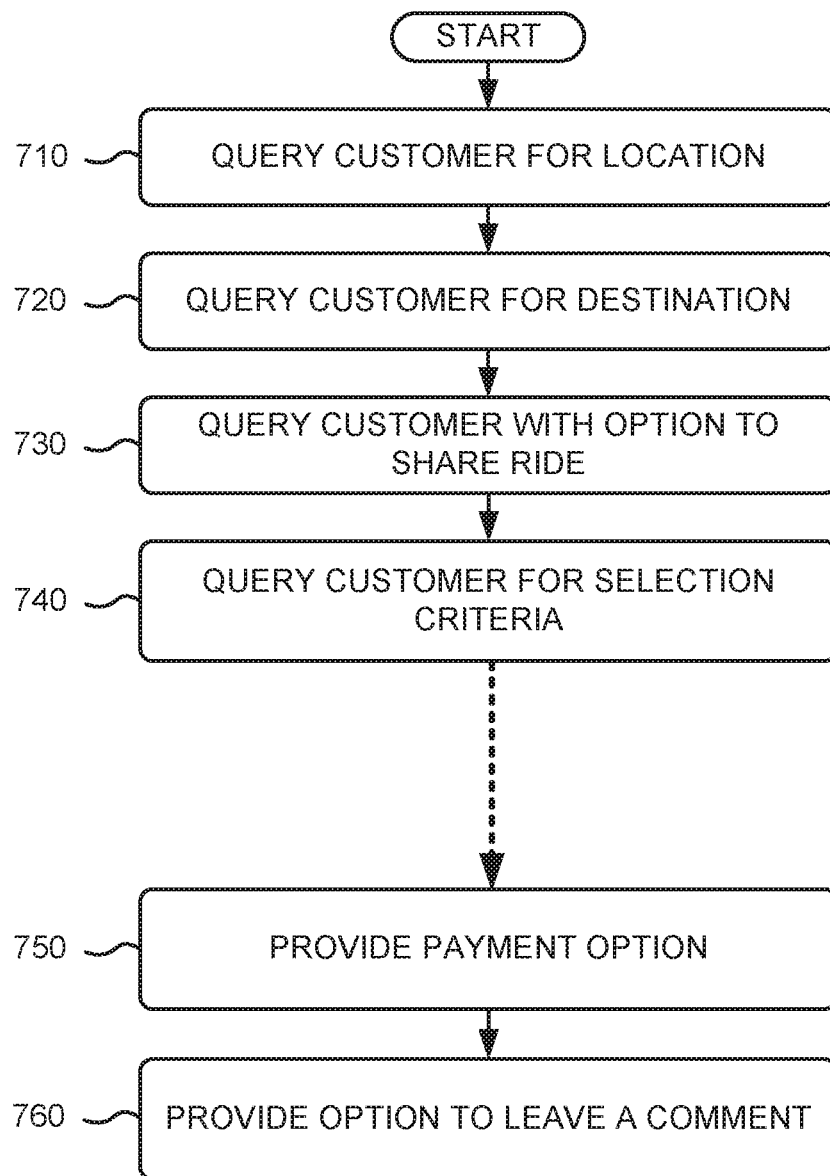 START
710
QUERY CUSTOMER FOR LOCATION
720
QUERY CUSTOMER FOR DESTINATION
730
QUERY CUSTOMER WITH OPTION TO
SHARE RIDE
740
QUERY CUSTOMER FOR SELECTION
CRITERIA
750
PROVIDE PAYMENT OPTION
760
PROVIDE OPTION TO LEAVE A COMMENT